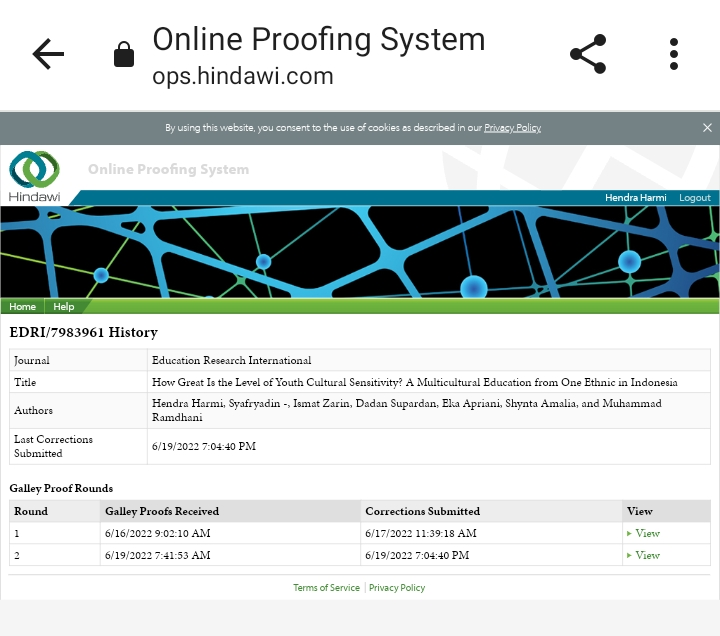 Online Proofing System
ops.hindawi.com
By using this website, you consent to the use of cookies as described in our Privacy Policy
Online Proofing System
Hindawi
Hendra Harmi Logout
Home Help
EDRI/7983961 History
Journal Education Research International
Title How Great Is the Level of Youth Cultural Sensitivity? A Multicultural Education from One Ethnic in Indonesia
Authors Hendra Harmi, Syafryadin -, Ismat Zarin, Dadan Supardan, Eka Apriani, Shynta Amalia, and Muhammad
Ramdhani
Last Corrections
Submitted 6/19/2022 7:04:40 PM
Galley Proof Rounds
Round Galley Proofs Received Corrections Submitted View
1 6/16/2022 9:02:10 AM 6/17/2022 11:39:18 AM View
2 6/19/2022 7:41:53 AM 6/19/2022 7:04:40 PM View
Terms of Service | Privacy Policy